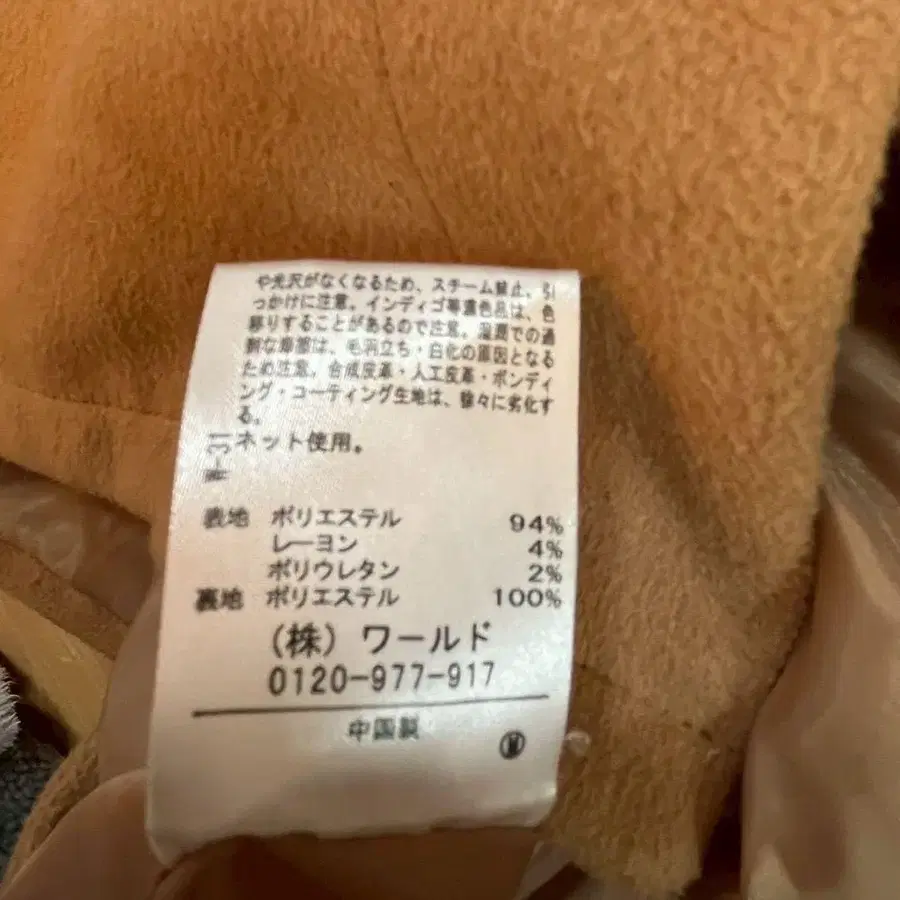 や光沢がなくなるため、スチーム禁止。引
っかけに注意。インディゴ等濃色品は、色
移りすることがあるので注意。湿潤での過
剰な摩擦は、毛羽立ち・白化の原因となる
ため注意。合成皮革・人工皮革・ボンディ
ング・コーティング生地は、徐々に劣化す
る。
ネット使用。
表地 ポリエステル 94%
レーヨン 4%
ポリウレタン 2%
裏地 ポリエステル 100%
(株) ワールド
0120-977-917
中国製